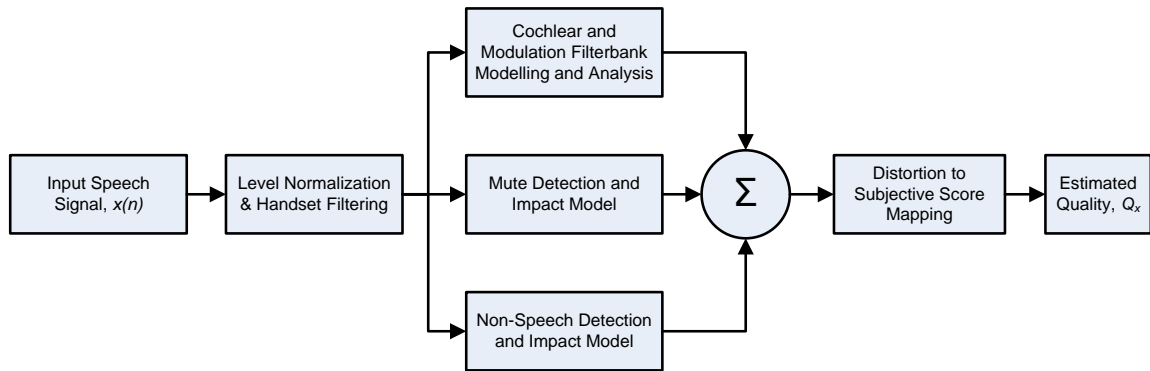 Cochlear and
Modulation Filterbank
Modelling and Analysis
Input Speech
Signal, x(n)
Level Normalization
& Handset Filtering
Mute Detection and
Impact Model
Σ
Distortion to
Subjective Score
Mapping
Estimated
Quality, Qx
Non-Speech Detection
and Impact Model